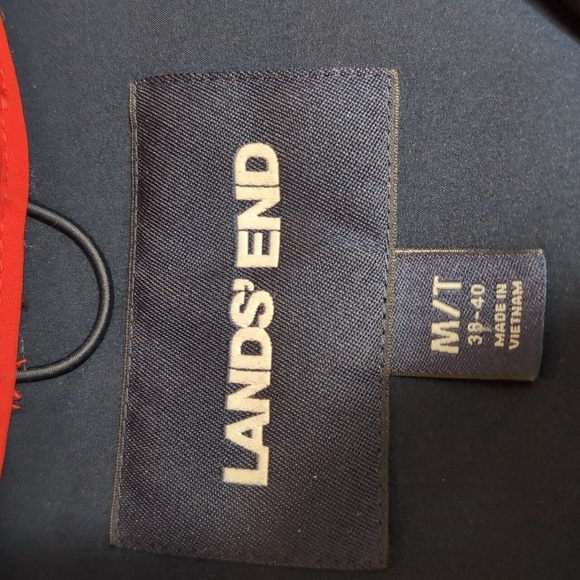 LANDS' END
M/T
38-40
MADE IN
VIETNAM